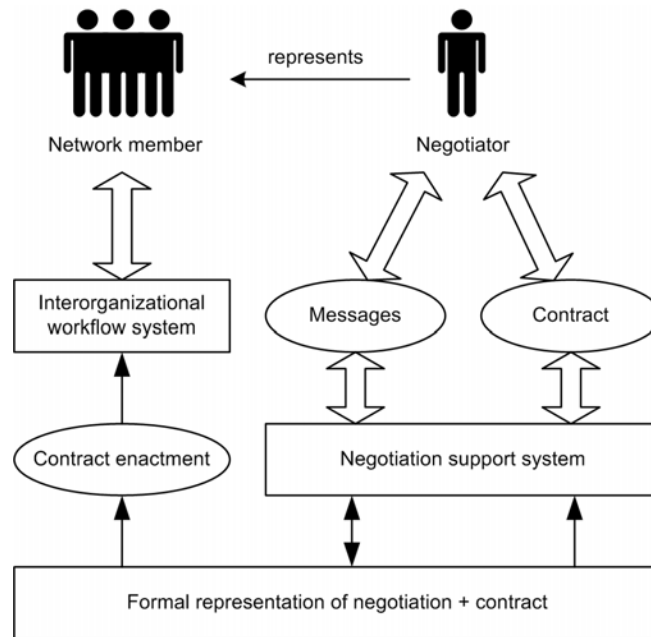 represents
Network member
Negotiator
Interorganizational
workflow system
Messages
Contract
Contract enactment
Negotiation support system
Formal representation of negotiation + contract